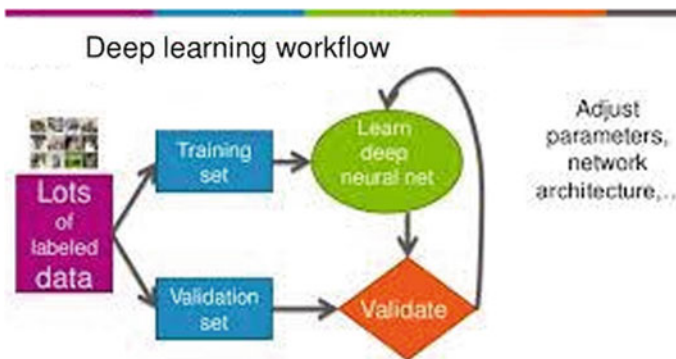 Deep learning workflow
Lots
of
labeled
data
Training
set
Validation
set
Learn
deep
neural net
Validate
Adjust
parameters,
network
architecture,..